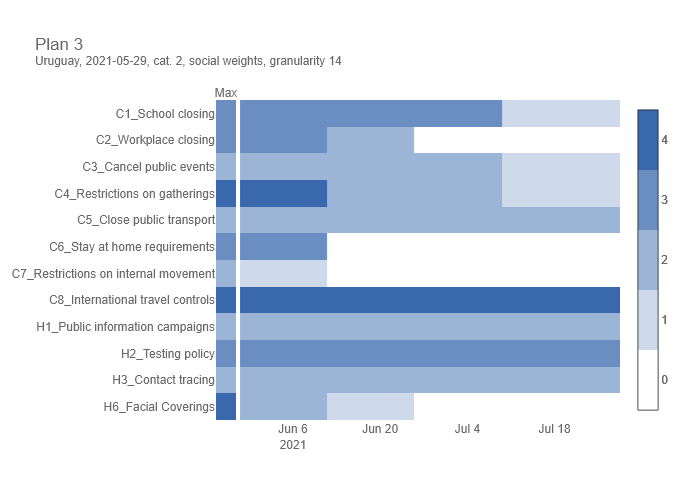 Plan 3
Uruguay, 2021-05-29, cat. 2, social weights, granularity 14
Max
C1_School closing
C2_Workplace closing
C3_Cancel public events
C4_Restrictions on gatherings
C5_Close public transport
C6_Stay at home requirements
C7_Restrictions on internal movement
C8_International travel controls
H1_Public information campaigns
H2_Testing policy
H3_Contact tracing
H6_Facial Coverings
Jun 6 Jun 20 Jul 4 Jul 18
2021
4
3
2
1
0